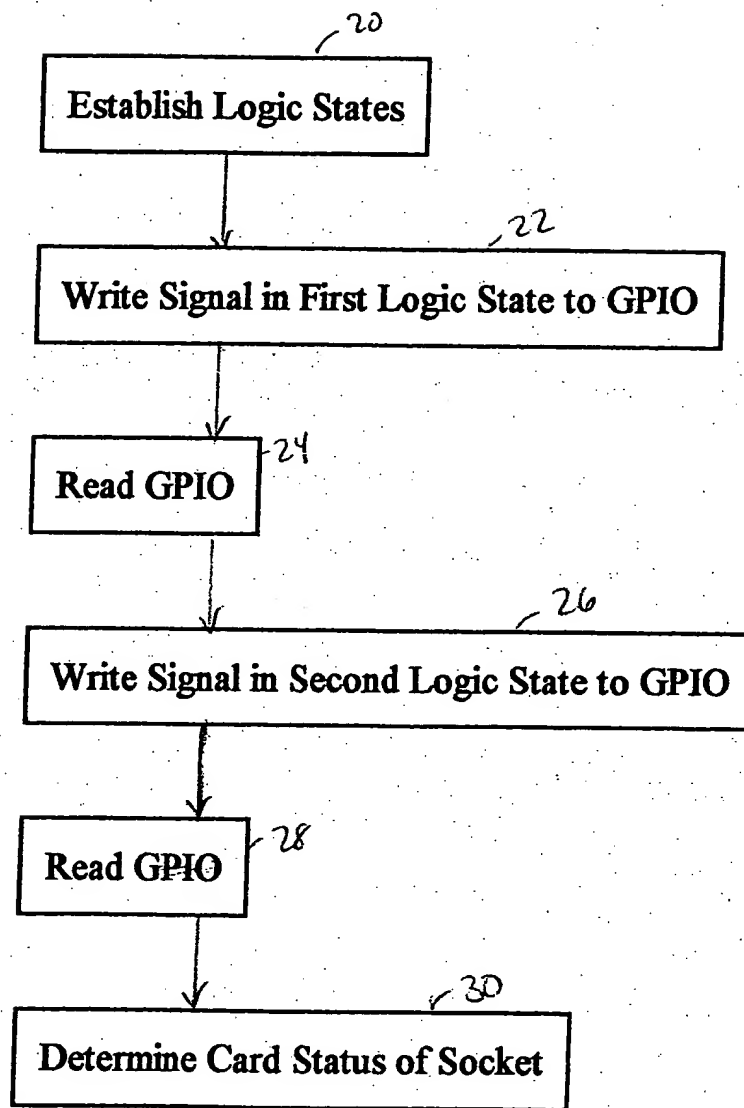 20
Establish Logic States
22
Write Signal in First Logic State to GPIO
24
Read GPIO
26
Write Signal in Second Logic State to GPIO
28
Read GPIO
30
Determine Card Status of Socket